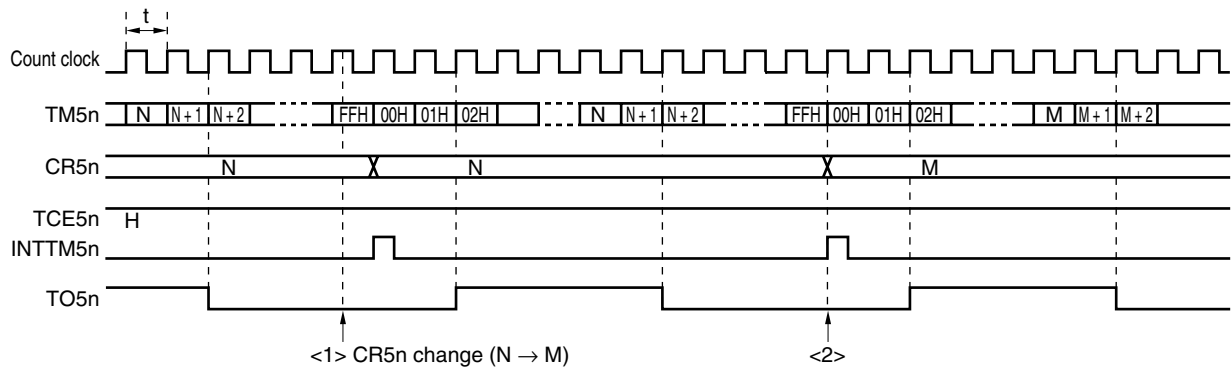 t
Count clock
TM5n N N + 1 N + 2 FFH 00H 01H 02H N N + 1 N + 2 FFH 00H 01H 02H M M + 1 M + 2
CR5n N N M
TCE5n H
INTTM5n
TO5n
<1> CR5n change (N → M) <2>